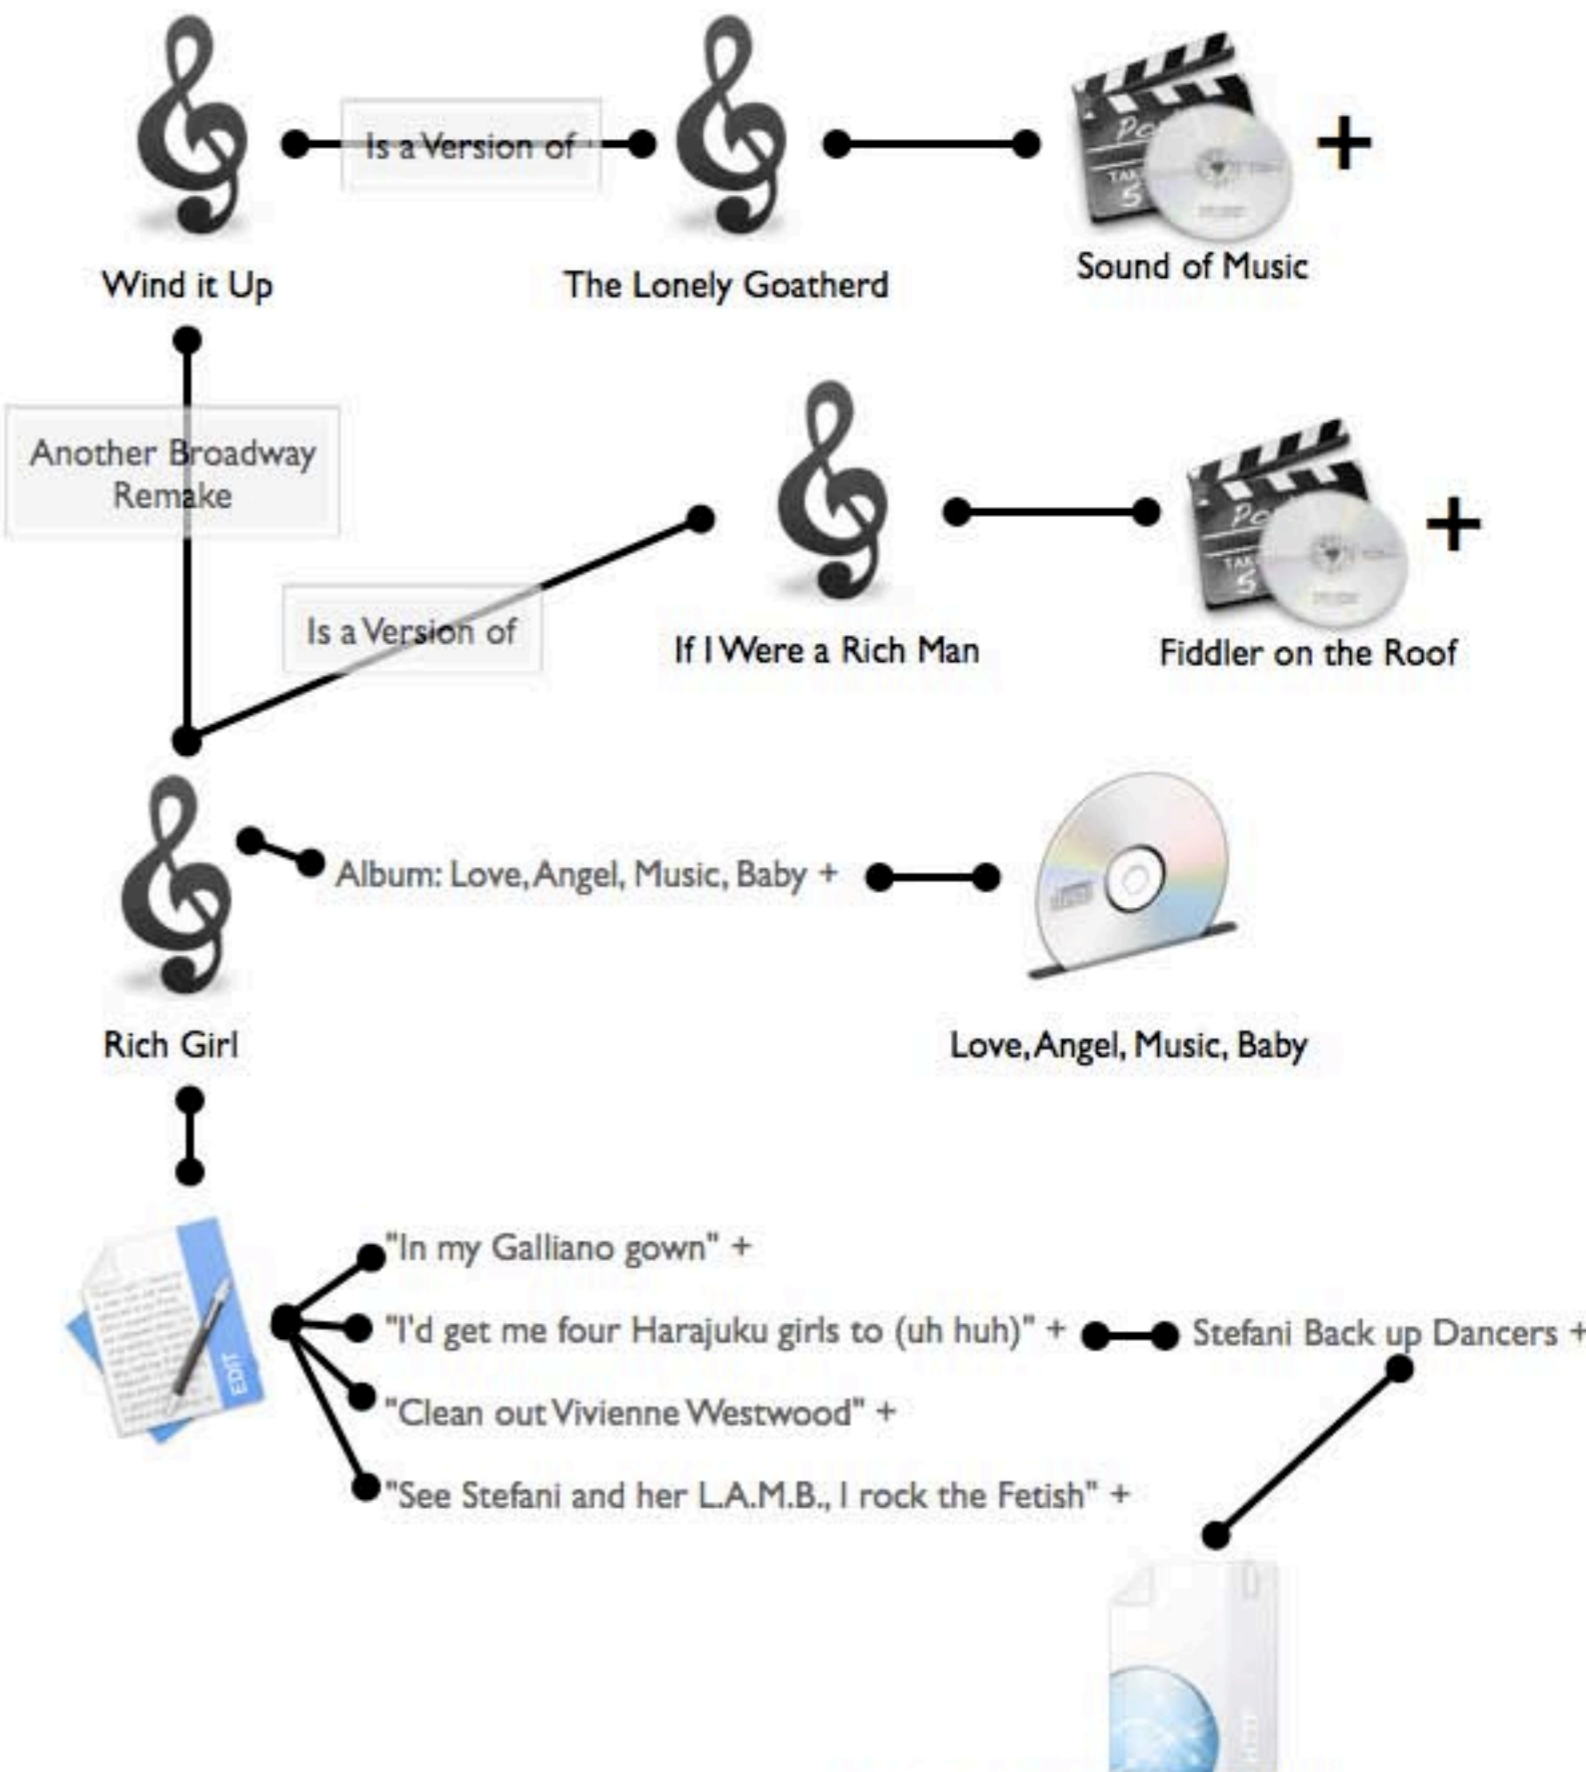 Is a Version of
Wind it Up
The Lonely Goatherd
Sound of Music
+
Another Broadway
Remake
Is a Version of
If I Were a Rich Man
Fiddler on the Roof
+
Album: Love, Angel, Music, Baby +
Rich Girl
Love, Angel, Music, Baby
"In my Galliano gown" +
"I'd get me four Harajuku girls to (uh huh)" +
Stefani Back up Dancers +
"Clean out Vivienne Westwood" +
"See Stefani and her L.A.M.B., I rock the Fetish" +
EDIT